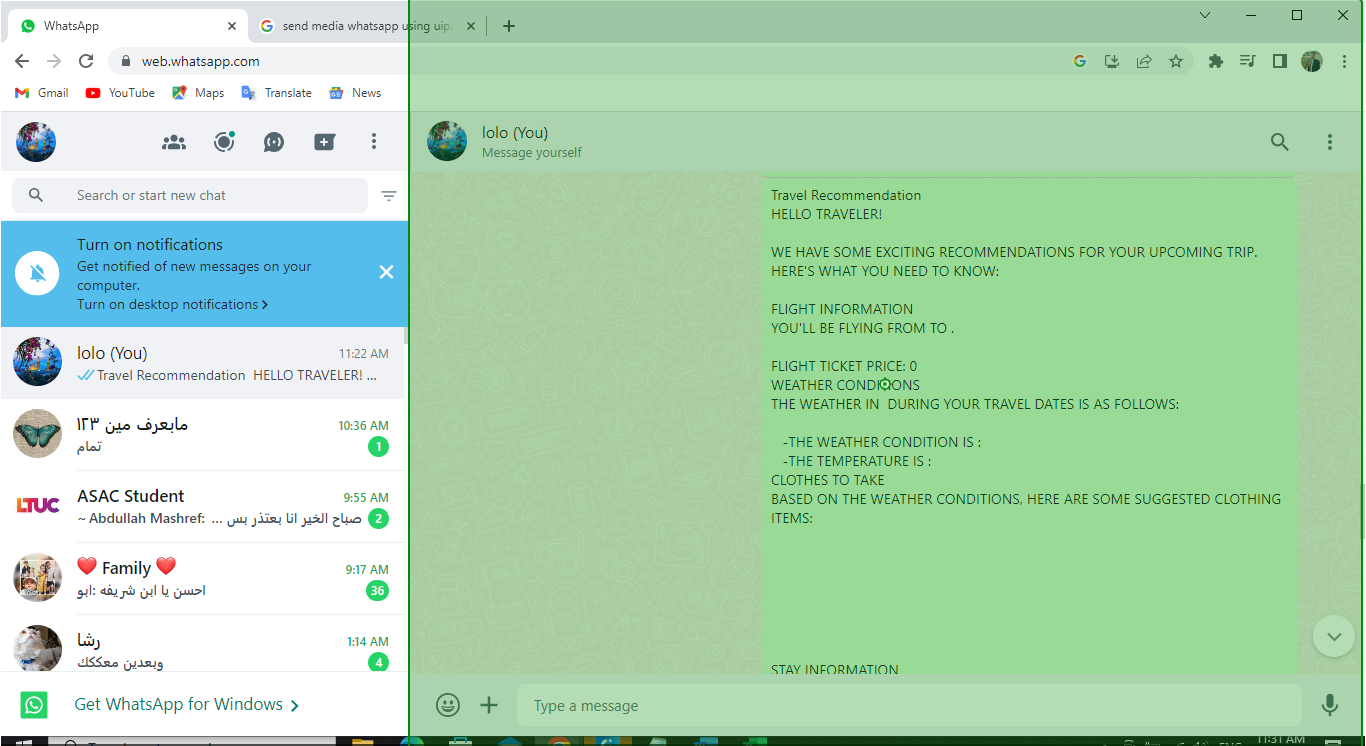 WhatsApp
send media whatsapp using uip
web.whatsapp.com
Gmail
YouTube
Maps
Translate
News
Search or start new chat
Turn on notifications
Get notified of new messages on your
computer.
Turn on desktop notifications
lolo (You)
11:22 AM
Travel Recommendation HELLO TRAVELER! ...
مابعرف مين ١٢٣
10:36 AM
تمام
1
LTUC
ASAC Student
9:55 AM
~ Abdullah Mashref: صباح الخير انا بعتذر بس ...
2
❤️ Family ❤️
9:17 AM
احسن يا ابن شريفه :ابو
36
رشا
1:14 AM
وبعدين معككك
4
Get WhatsApp for Windows
lolo (You)
Message yourself
Travel Recommendation
HELLO TRAVELER!
WE HAVE SOME EXCITING RECOMMENDATIONS FOR YOUR UPCOMING TRIP.
HERE'S WHAT YOU NEED TO KNOW:
FLIGHT INFORMATION
YOU'LL BE FLYING FROM TO .
FLIGHT TICKET PRICE: 0
WEATHER CONDITIONS
THE WEATHER IN DURING YOUR TRAVEL DATES IS AS FOLLOWS:
-THE WEATHER CONDITION IS :
-THE TEMPERATURE IS :
CLOTHES TO TAKE
BASED ON THE WEATHER CONDITIONS, HERE ARE SOME SUGGESTED CLOTHING
ITEMS:
STAY INFORMATION
Type a message
11:31 AM